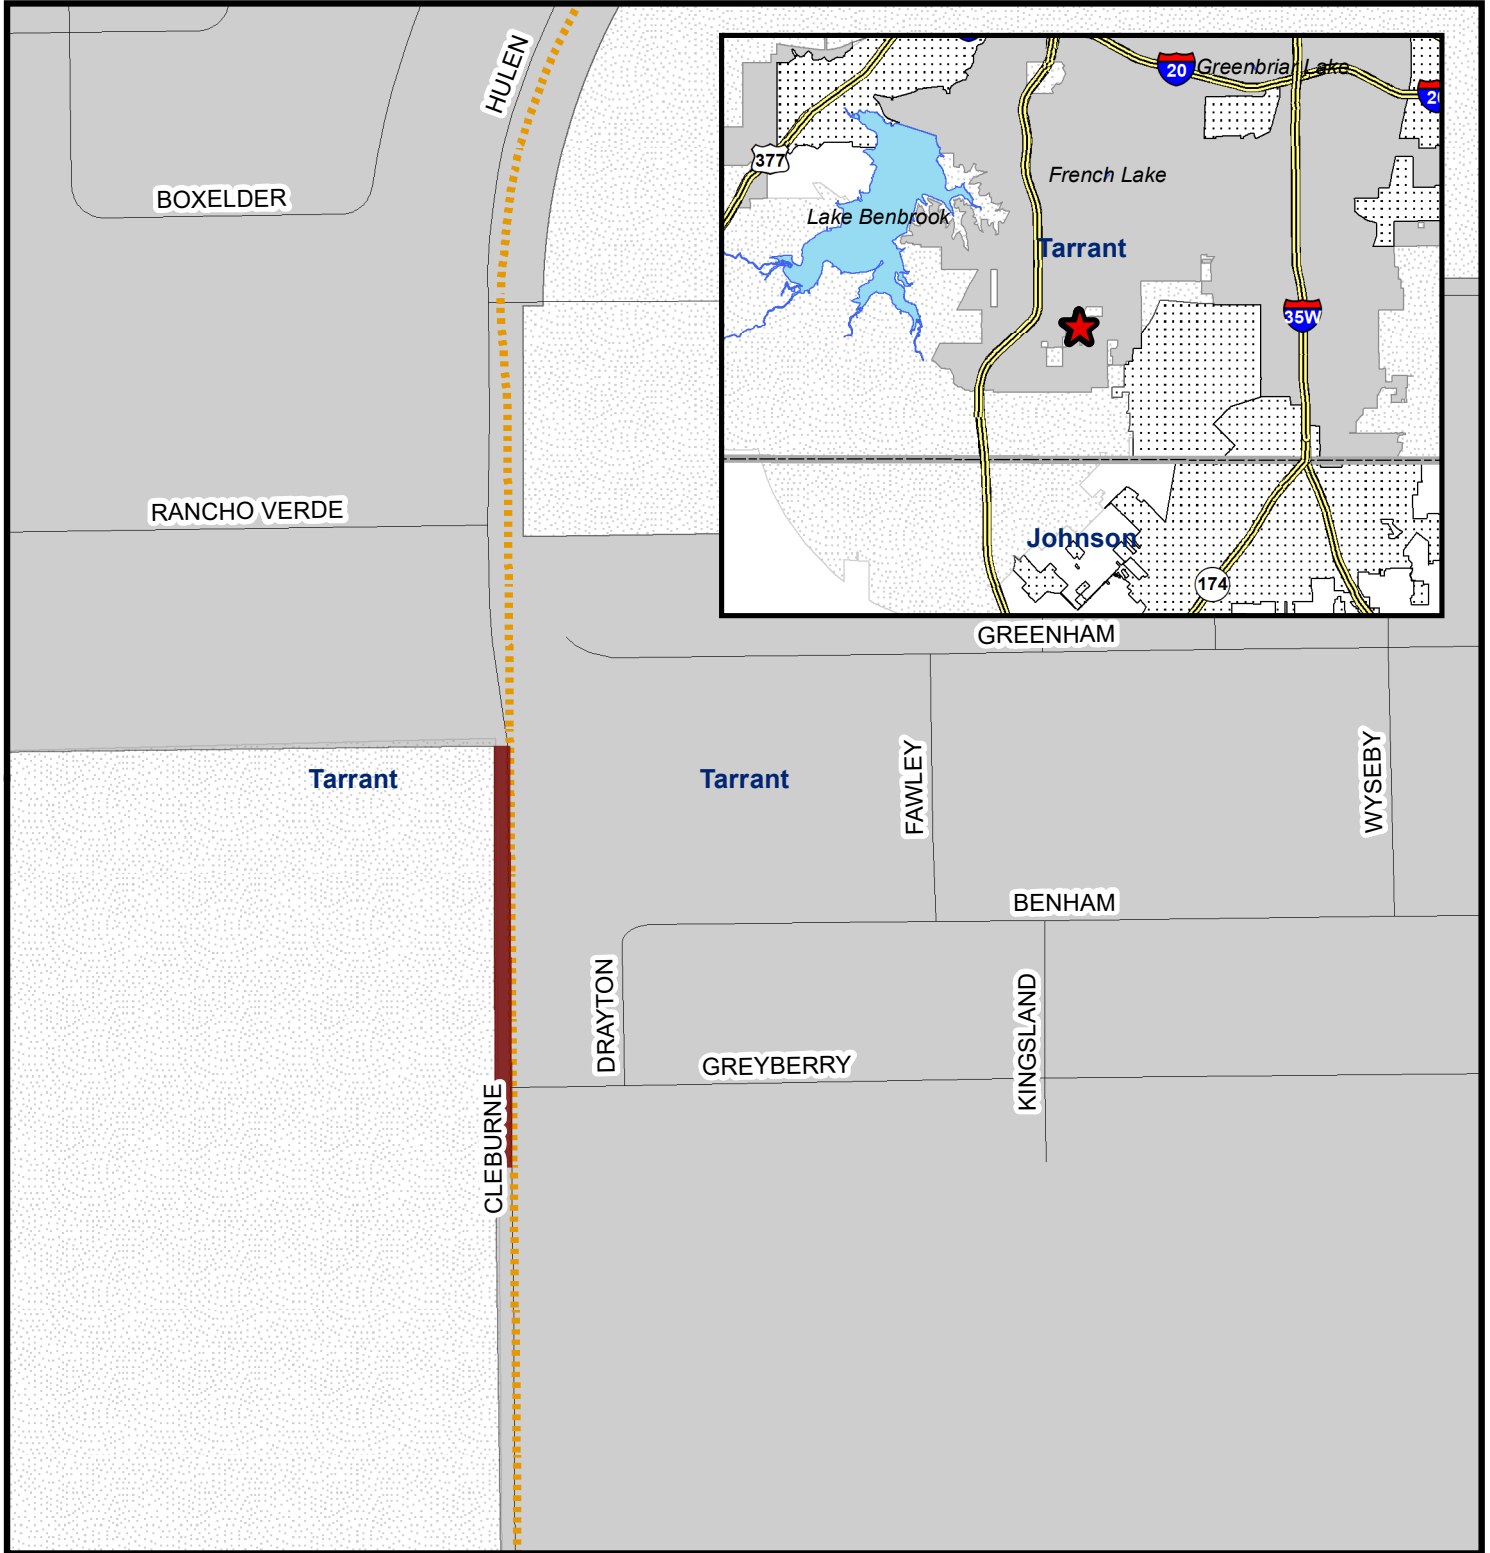 HULEN
BOXELDER
RANCHO VERDE
20
Greenbriar Lake
20
377
French Lake
Lake Benbrook
Tarrant
35W
Johnson
174
GREENHAM
Tarrant
Tarrant
FAWLEY
WYSEBY
BENHAM
DRAYTON
KINGSLAND
GREYBERRY
CLEBURNE